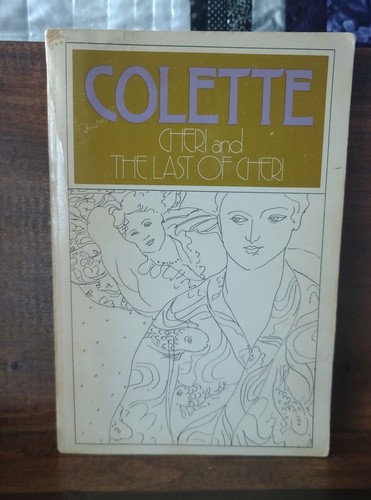 COLETTE
CHERI and
THE LAST OF CHERI